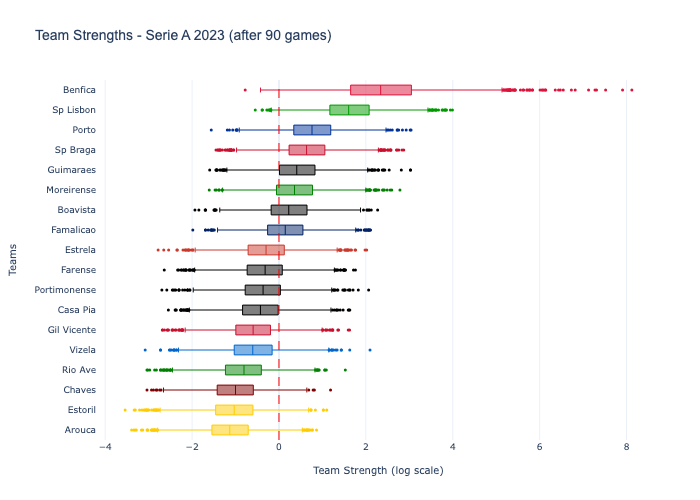 Team Strengths - Serie A 2023 (after 90 games)
Benfica
Sp Lisbon
Porto
Sp Braga
Guimaraes
Moreirense
Boavista
Famalicao
Estrela
Farense
Portimonense
Casa Pia
Gil Vicente
Vizela
Rio Ave
Chaves
Estoril
Arouca
Teams
−4
−2
0
2
4
6
8
Team Strength (log scale)